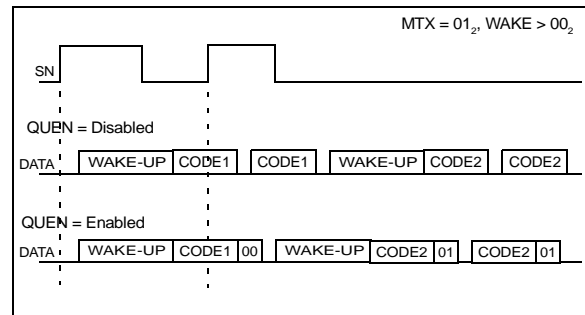 MTX = 01₂, WAKE > 00₂
SN
QUEN = Disabled
DATA WAKE-UP CODE1 CODE1 WAKE-UP CODE2 CODE2
QUEN = Enabled
DATA WAKE-UP CODE1 00 WAKE-UP CODE2 01 CODE2 01